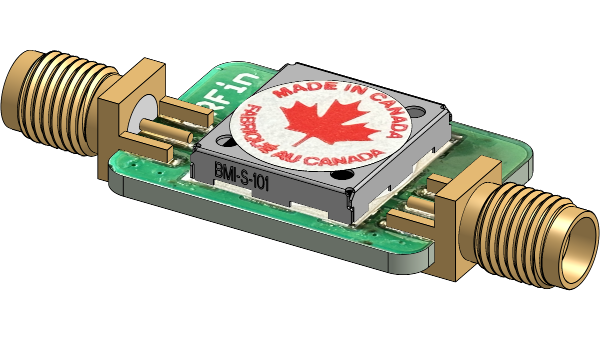 RF in
MADE IN CANADA
FABRIQUÉ AU CANADA
BMI-S-101